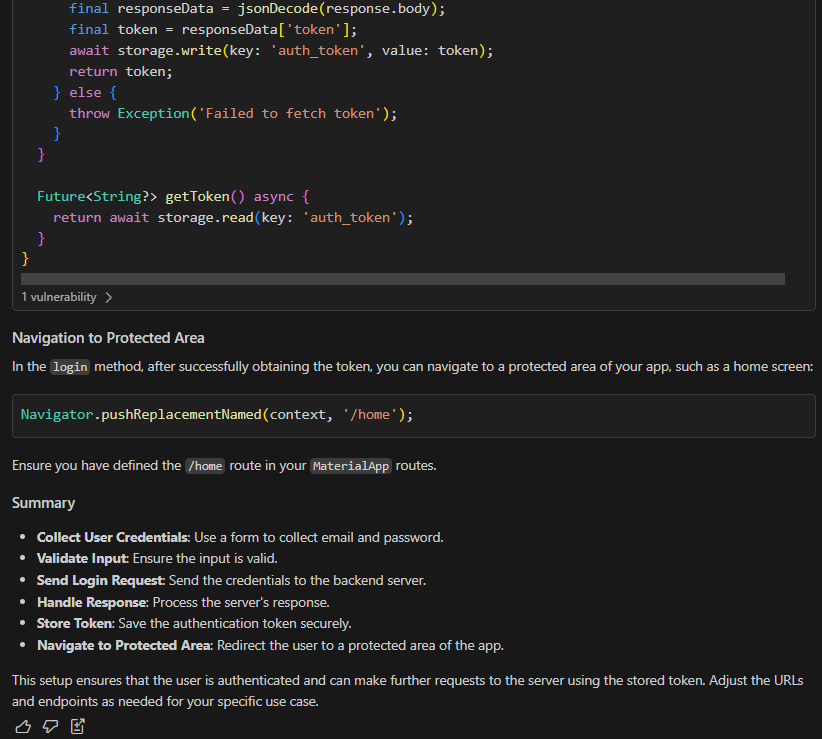 final responseData = jsonDecode(response.body);
final token = responseData['token'];
await storage.write(key: 'auth_token', value: token);
return token;
} else {
throw Exception('Failed to fetch token');
}
}
Future<String?> getToken() async {
return await storage.read(key: 'auth_token');
}
}
1 vulnerability >
Navigation to Protected Area
In the login method, after successfully obtaining the token, you can navigate to a protected area of your app, such as a home screen:
Navigator.pushReplacementNamed(context, '/home');
Ensure you have defined the /home route in your MaterialApp routes.
Summary
• Collect User Credentials: Use a form to collect email and password.
• Validate Input: Ensure the input is valid.
• Send Login Request: Send the credentials to the backend server.
• Handle Response: Process the server's response.
• Store Token: Save the authentication token securely.
• Navigate to Protected Area: Redirect the user to a protected area of the app.
This setup ensures that the user is authenticated and can make further requests to the server using the stored token. Adjust the URLs
and endpoints as needed for your specific use case.